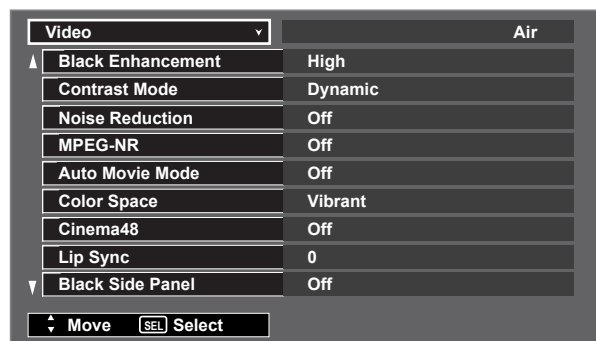 Video Air
Black Enhancement High
Contrast Mode Dynamic
Noise Reduction Off
MPEG-NR Off
Auto Movie Mode Off
Color Space Vibrant
Cinema48 Off
Lip Sync 0
Black Side Panel Off
Move SEL Select